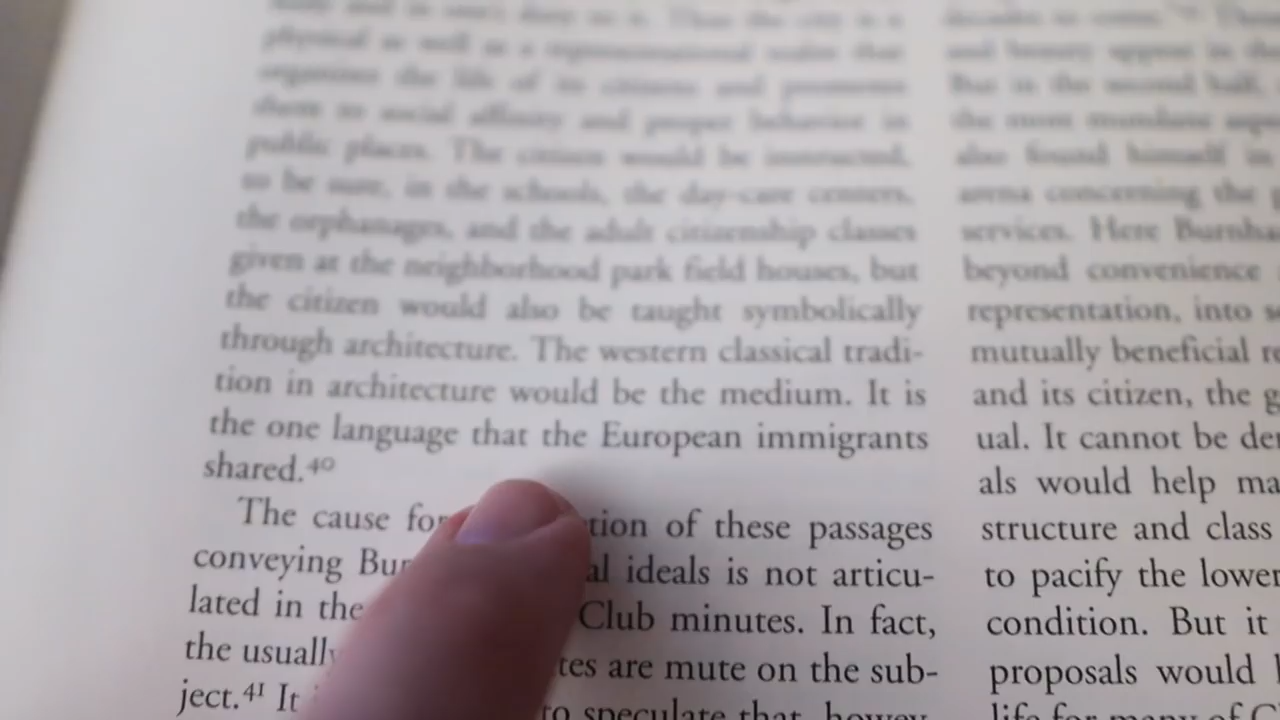 physical as well as a representational realm that
organizes the life of its citizens and promotes
them to social affinity and proper behavior in
public places. The citizen would be instructed,
to be sure, in the schools, the day-care centers,
the orphanages, and the adult citizenship classes
given at the neighborhood park field houses, but
the citizen would also be taught symbolically
through architecture. The western classical tradi-
tion in architecture would be the medium. It is
the one language that the European immigrants
shared.⁴⁰
The cause for tion of these passages
conveying Bur al ideals is not articu-
lated in the Club minutes. In fact,
the usually tes are mute on the sub-
ject.⁴¹ It to speculate that, howev
and beauty appear in
But in the second half,
the more mundane
also found himself in
arena concerning the
services. Here Burnha
beyond convenience
representation, into
mutually beneficial re
and its citizen, the g
ual. It cannot be de
als would help ma
structure and class
to pacify the lower
condition. But it
proposals would
life for many of C